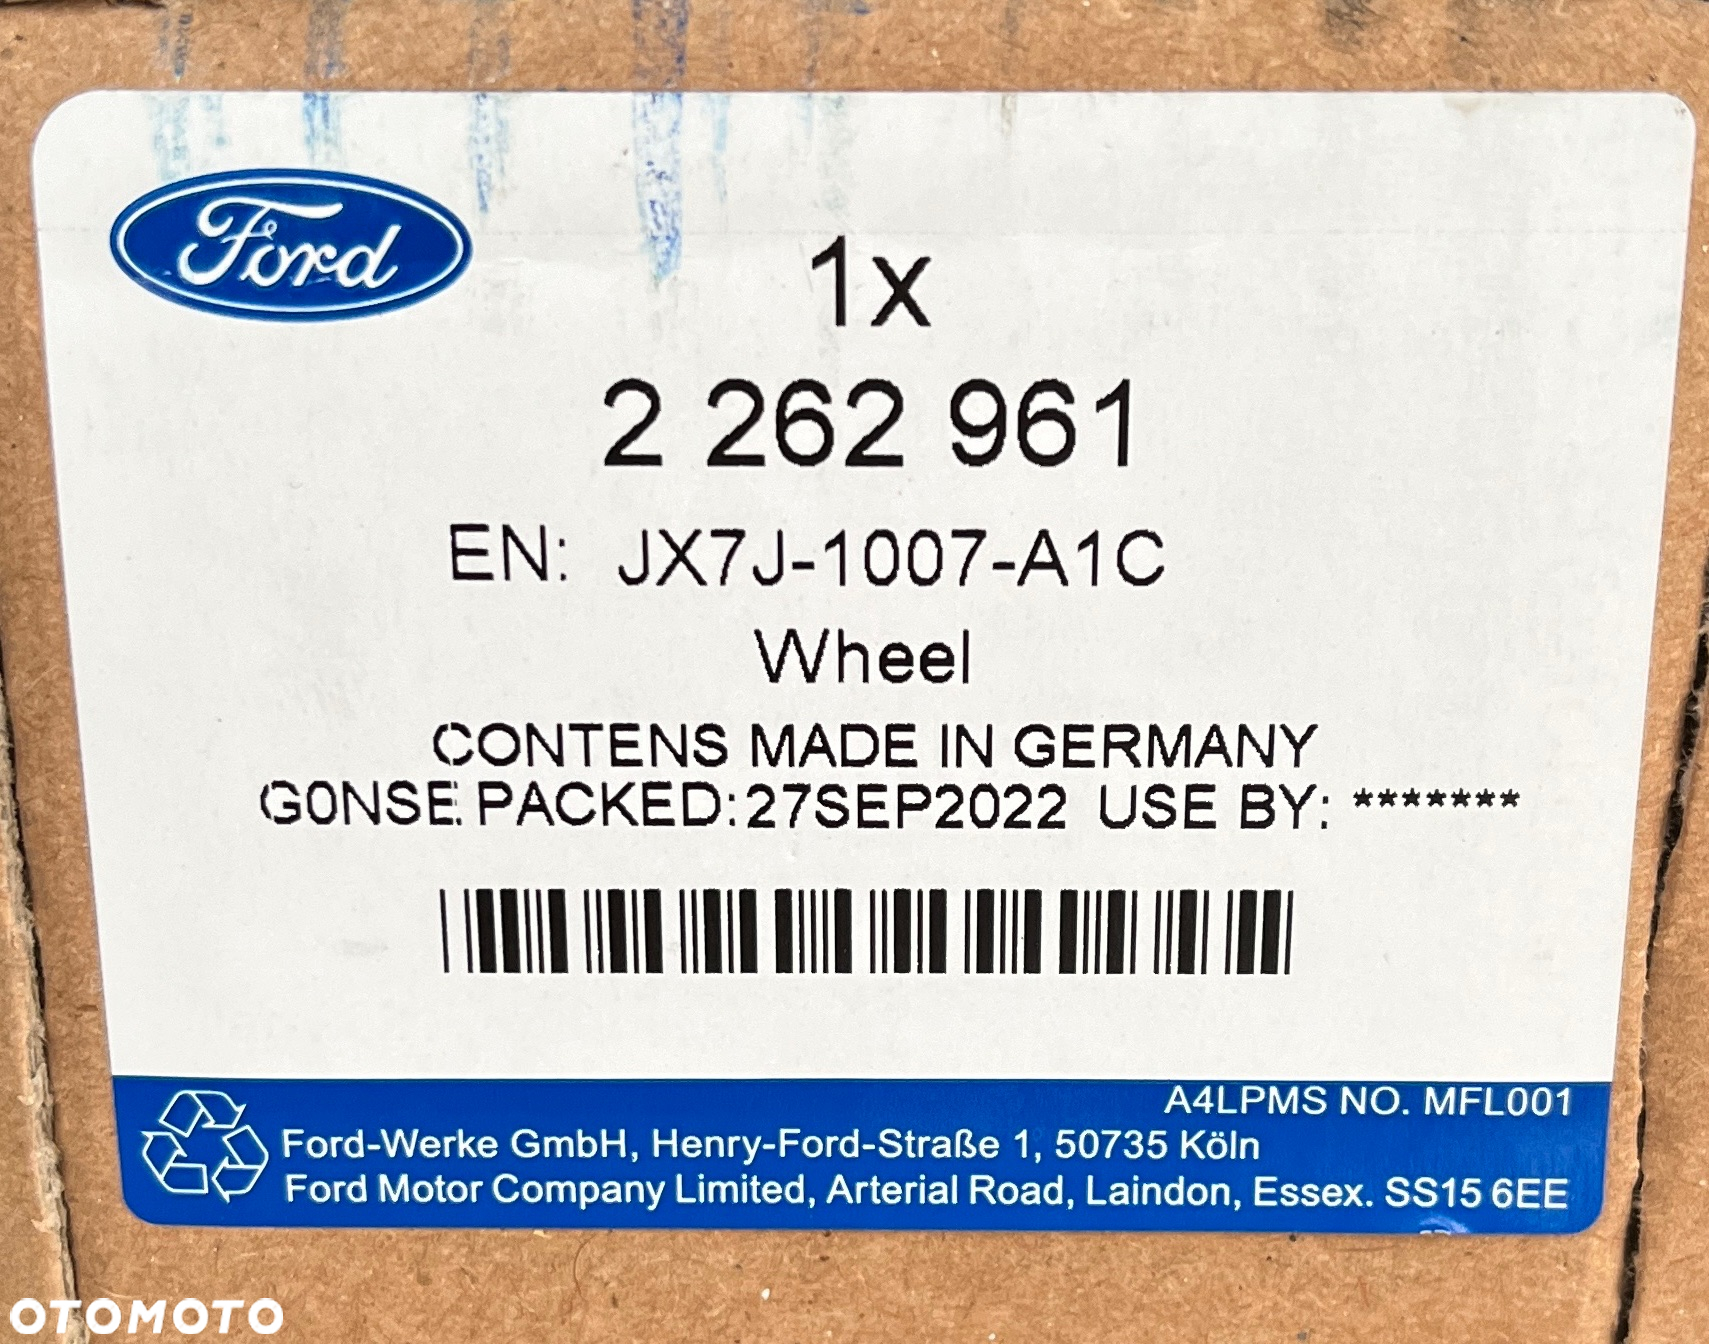 Ford
1x
2 262 961
EN: JX7J-1007-A1C
Wheel
CONTENS MADE IN GERMANY
G0NSE PACKED:27SEP2022 USE BY: *******
A4LPMS NO. MFL001
Ford-Werke GmbH, Henry-Ford-Straße 1, 50735 Köln
Ford Motor Company Limited, Arterial Road, Laindon, Essex. SS15 6EE
OTOMOTO